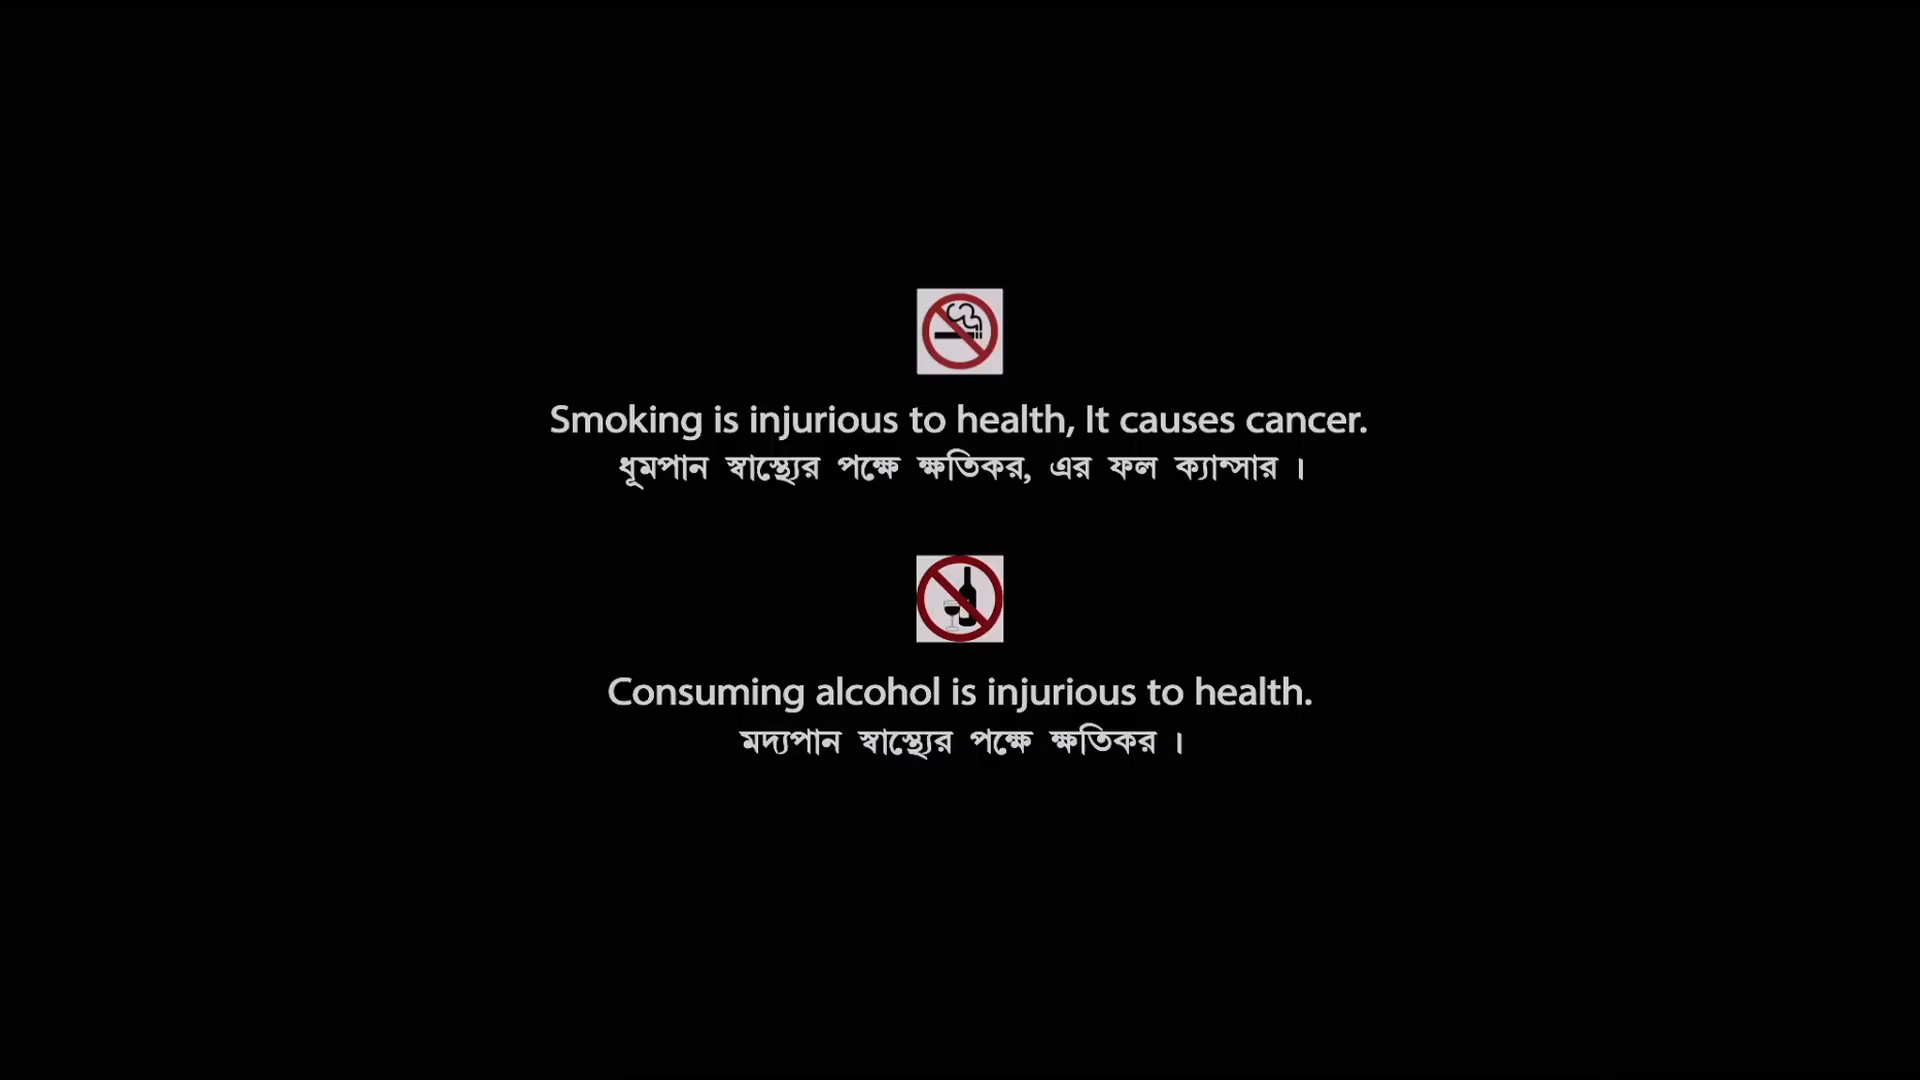 Smoking is injurious to health, It causes cancer.
ধূমপান স্বাস্থ্যের পক্ষে ক্ষতিকর, এর ফল ক্যান্সার ।
Consuming alcohol is injurious to health.
মদ্যপান স্বাস্থ্যের পক্ষে ক্ষতিকর ।